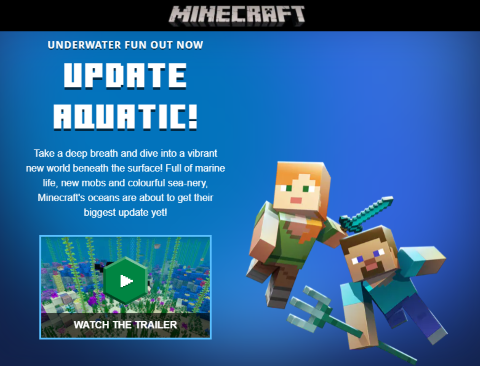 MINECRAFT
UNDERWATER FUN OUT NOW
UPDATE
AQUATIC!
Take a deep breath and dive into a vibrant
new world beneath the surface! Full of marine
life, new mobs and colourful sea-nery,
Minecraft's oceans are about to get their
biggest update yet!
WATCH THE TRAILER